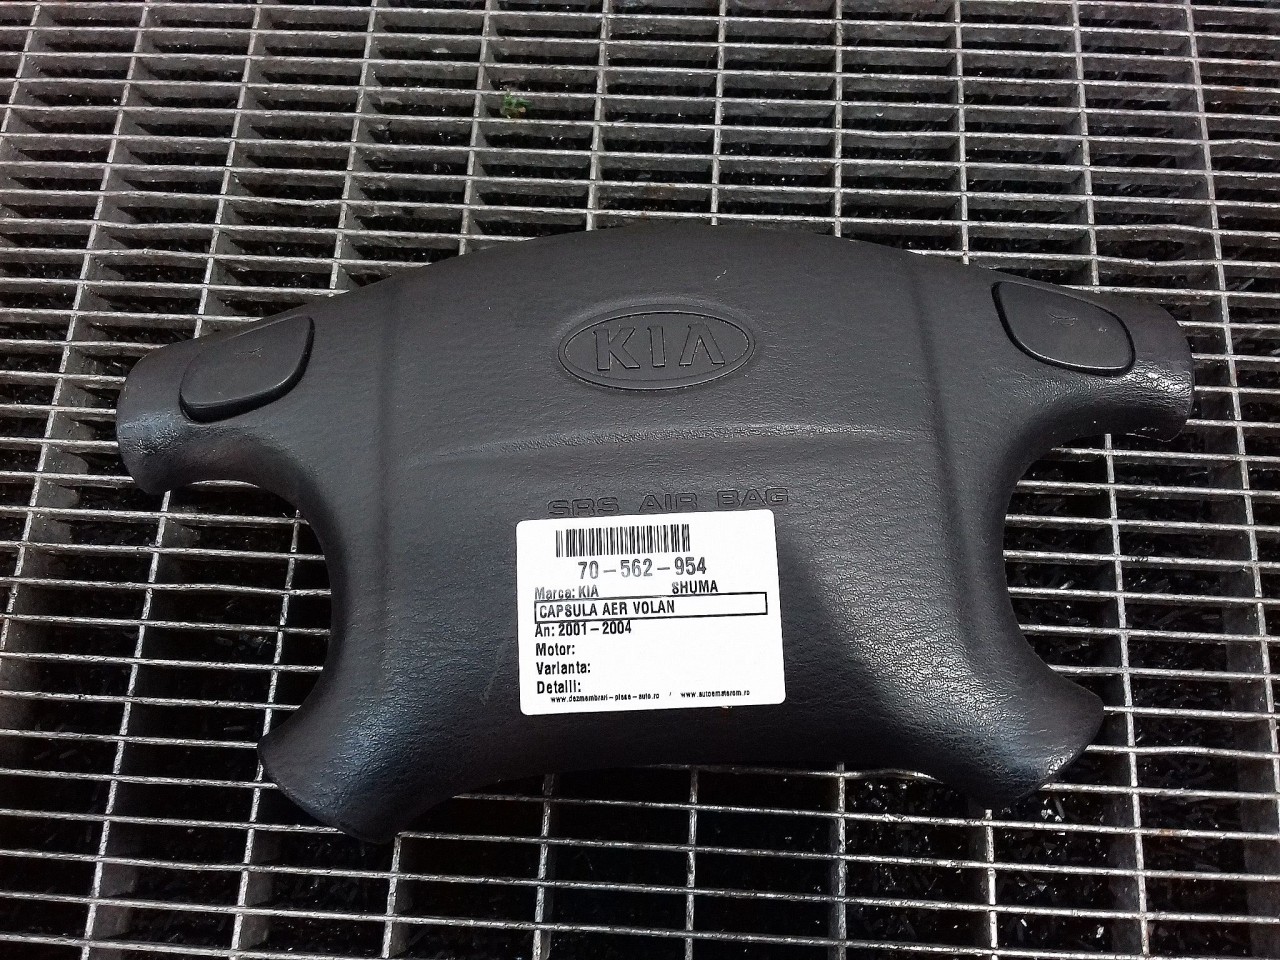 KIA
SRS AIR BAG
70-562-954
Marca: KIA SHUMA
CAPSULA AER VOLAN
An: 2001-2004
Motor:
Varianta:
Detalii:
www.dezmembrari-piese-auto.ro / www.autoematerom.ro